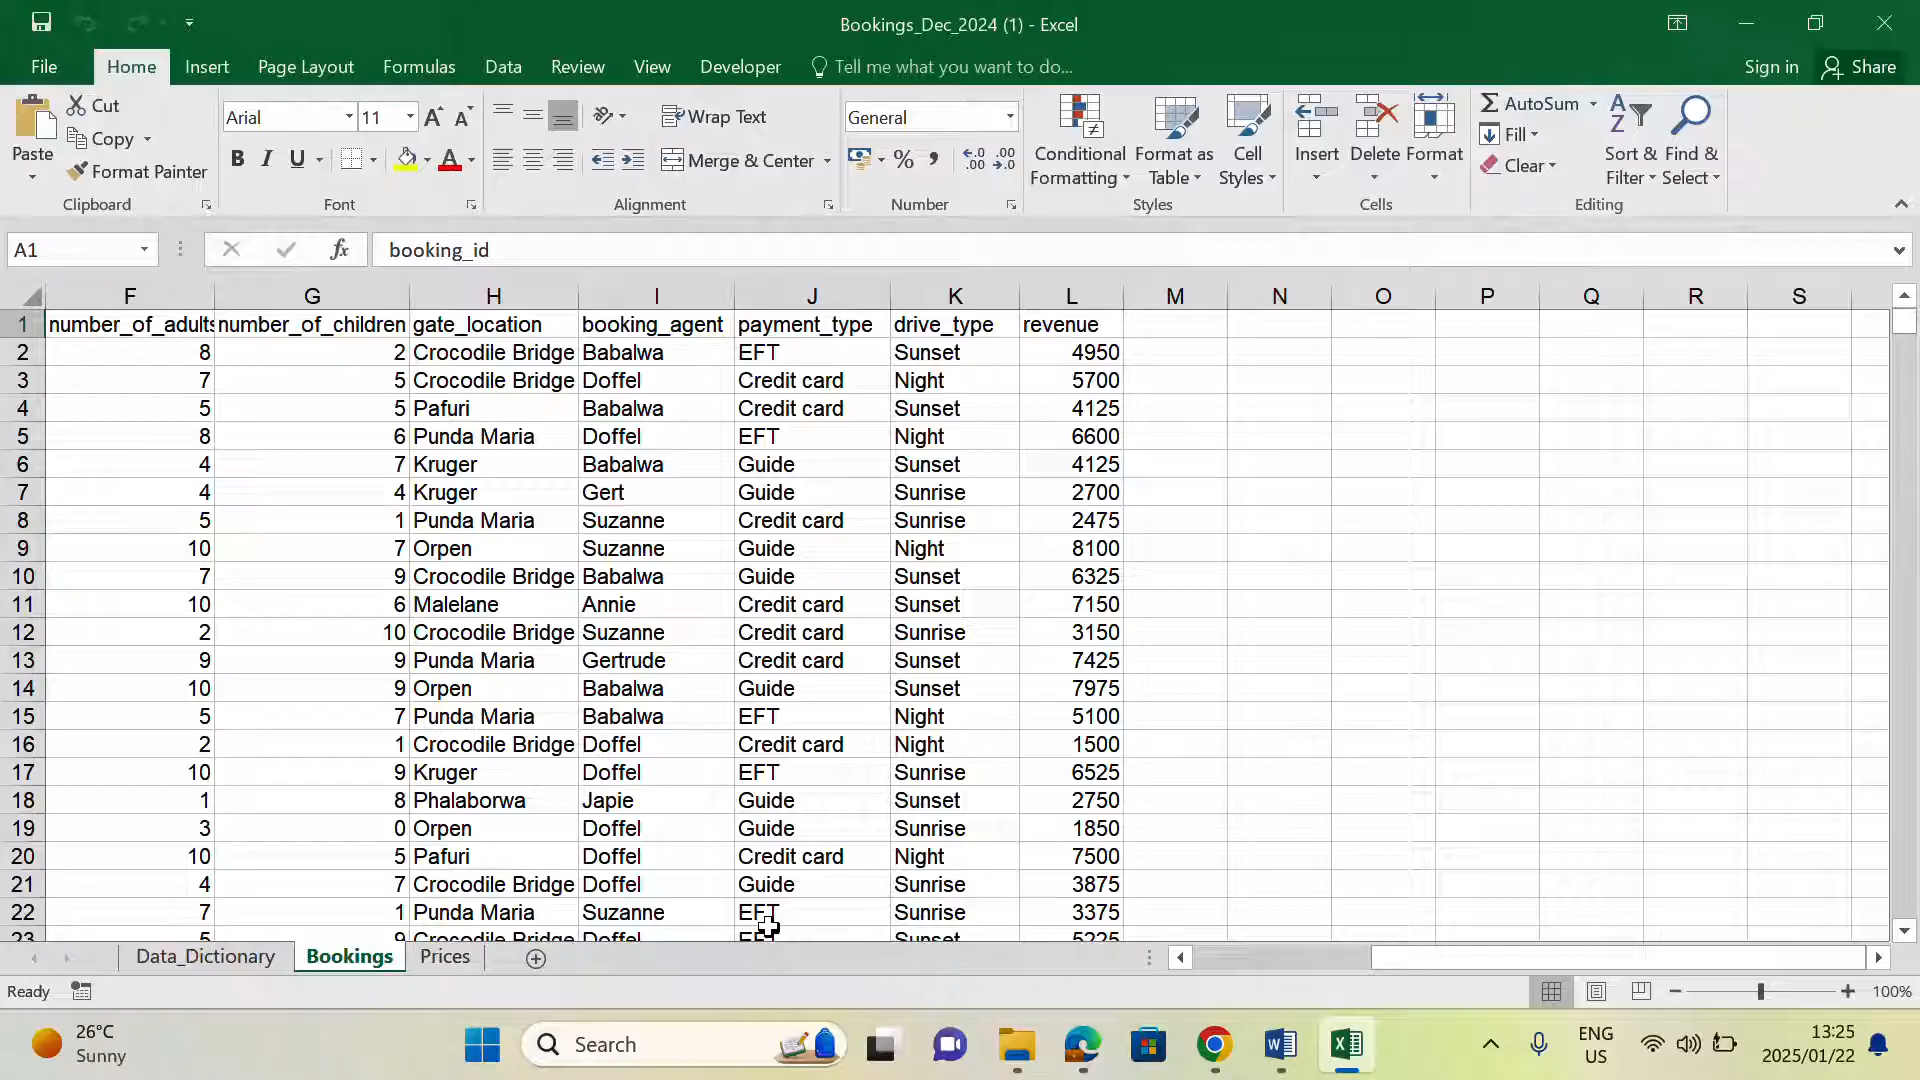 Bookings_Dec_2024 (1) - Excel
File Home Insert Page Layout Formulas Data Review View Developer Tell me what you want to do... Sign in Share
Paste Cut Copy Format Painter Clipboard
Arial 11 Font
Wrap Text Merge & Center Alignment
General Number
Conditional Formatting Format as Table Cell Styles Styles
Insert Delete Format Cells
AutoSum Fill Clear Sort & Filter Find & Select Editing
A1 fx booking_id
F G H I J K L M N O P Q R S
1 number_of_adults number_of_children gate_location booking_agent payment_type drive_type revenue
2 8 2 Crocodile Bridge Babalwa EFT Sunset 4950
3 7 5 Crocodile Bridge Doffel Credit card Night 5700
4 5 5 Pafuri Babalwa Credit card Sunset 4125
5 8 6 Punda Maria Doffel EFT Night 6600
6 4 7 Kruger Babalwa Guide Sunset 4125
7 4 4 Kruger Gert Guide Sunrise 2700
8 5 1 Punda Maria Suzanne Credit card Sunrise 2475
9 10 7 Orpen Suzanne Guide Night 8100
10 7 9 Crocodile Bridge Babalwa Guide Sunset 6325
11 10 6 Malelane Annie Credit card Sunset 7150
12 2 10 Crocodile Bridge Suzanne Credit card Sunrise 3150
13 9 9 Punda Maria Gertrude Credit card Sunset 7425
14 10 9 Orpen Babalwa Guide Sunset 7975
15 5 7 Punda Maria Babalwa EFT Night 5100
16 2 1 Crocodile Bridge Doffel Credit card Night 1500
17 10 9 Kruger Doffel EFT Sunrise 6525
18 1 8 Phalaborwa Japie Guide Sunset 2750
19 3 0 Orpen Doffel Guide Sunrise 1850
20 10 5 Pafuri Doffel Credit card Night 7500
21 4 7 Crocodile Bridge Doffel Guide Sunrise 3875
22 7 1 Punda Maria Suzanne EFT Sunrise 3375
23 5 9 Crocodile Bridge Doffel EFT Sunset 5225
Data_Dictionary Bookings Prices
Ready 100%
26°C
Sunny
Search
ENG
US
13:25
2025/01/22